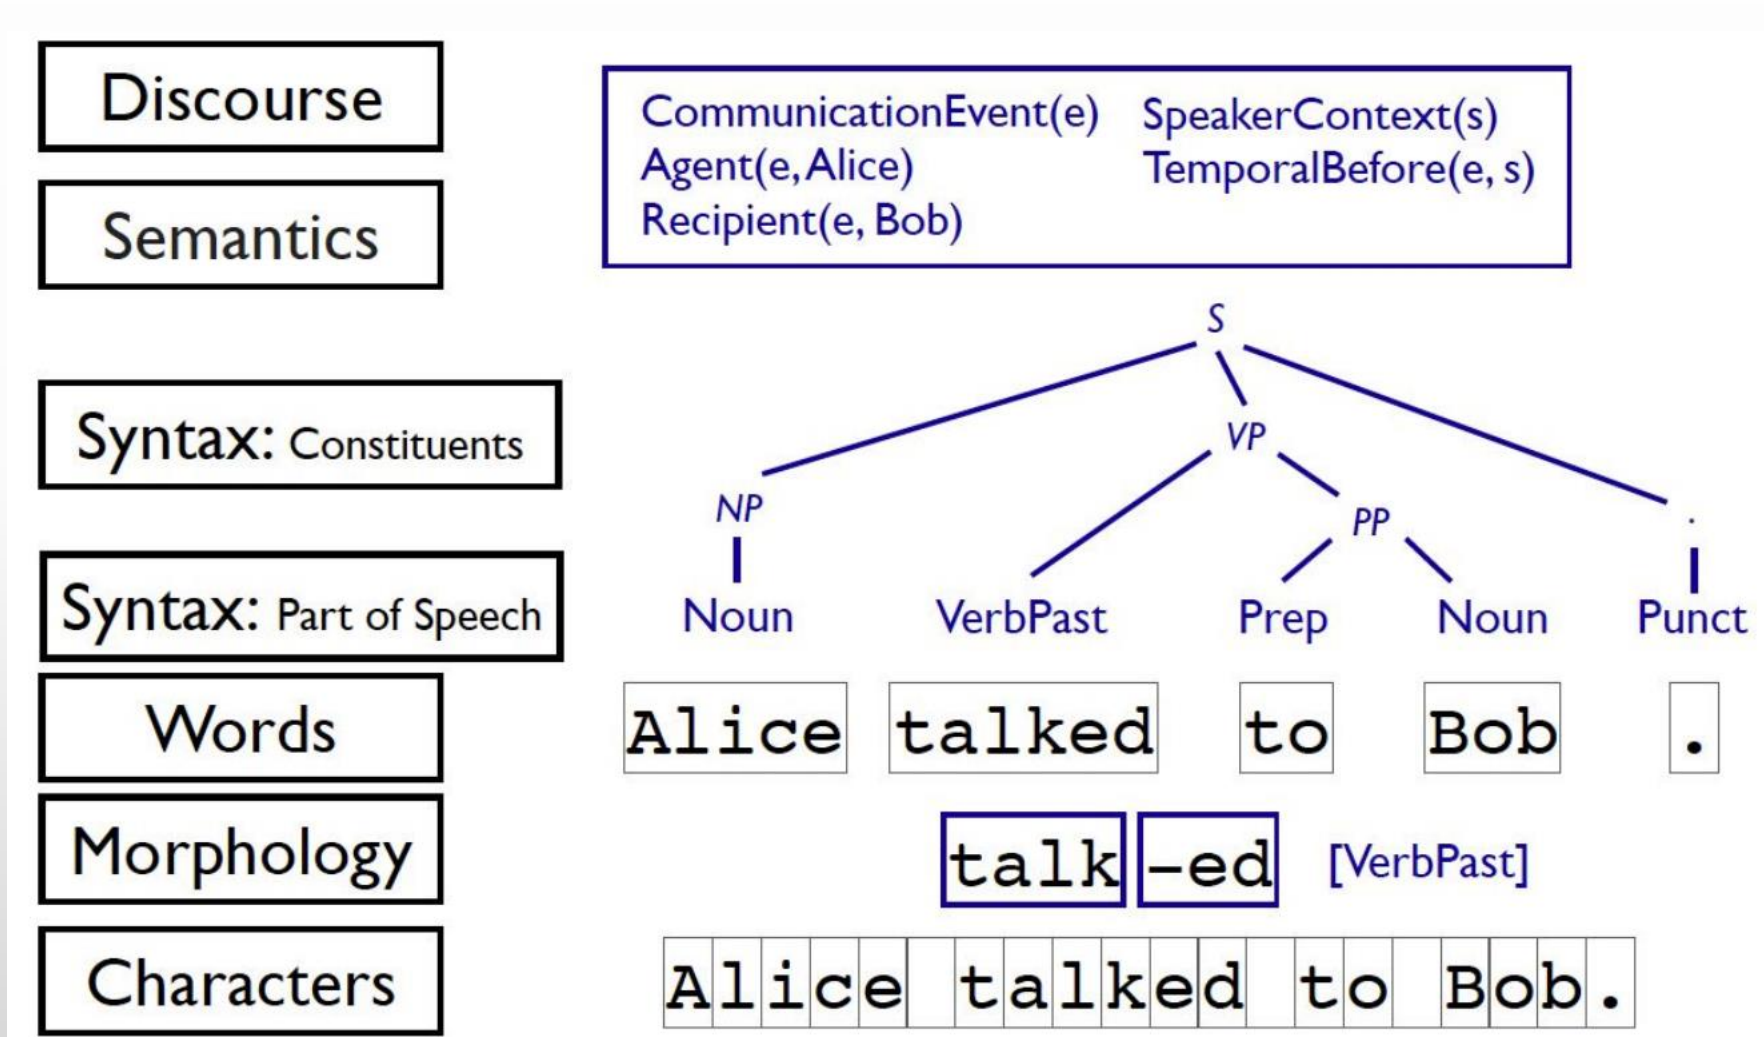 Discourse
CommunicationEvent(e) SpeakerContext(s)
Agent(e, Alice) TemporalBefore(e, s)
Recipient(e, Bob)
Semantics
S
Syntax: Constituents
VP
NP
PP
.
Syntax: Part of Speech
Noun VerbPast Prep Noun Punct
Words
Alice talked to Bob .
Morphology
talk -ed [VerbPast]
Characters
Alice talked to Bob.